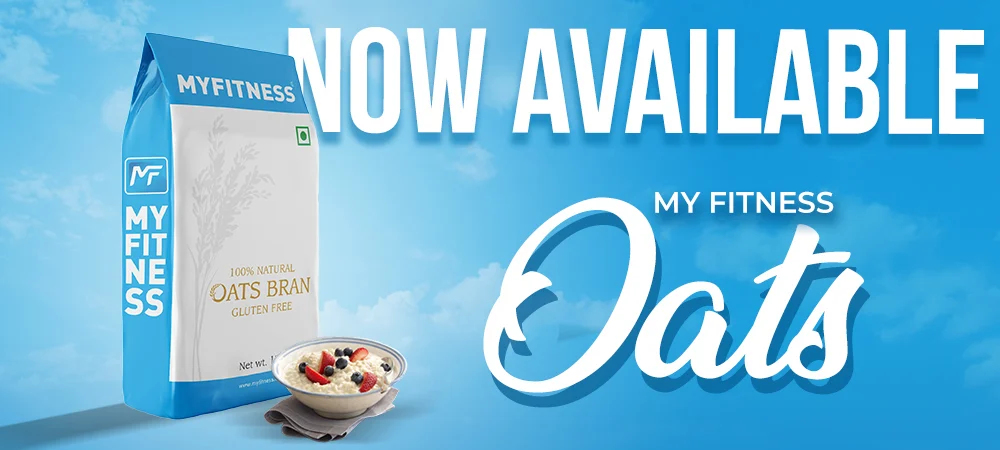 NOW AVAILABLE
MY FITNESS
Oats
MYFITNESS
MF
MY
FIT
NE
SS
100% NATURAL
OATS BRAN
GLUTEN FREE
Net wt.